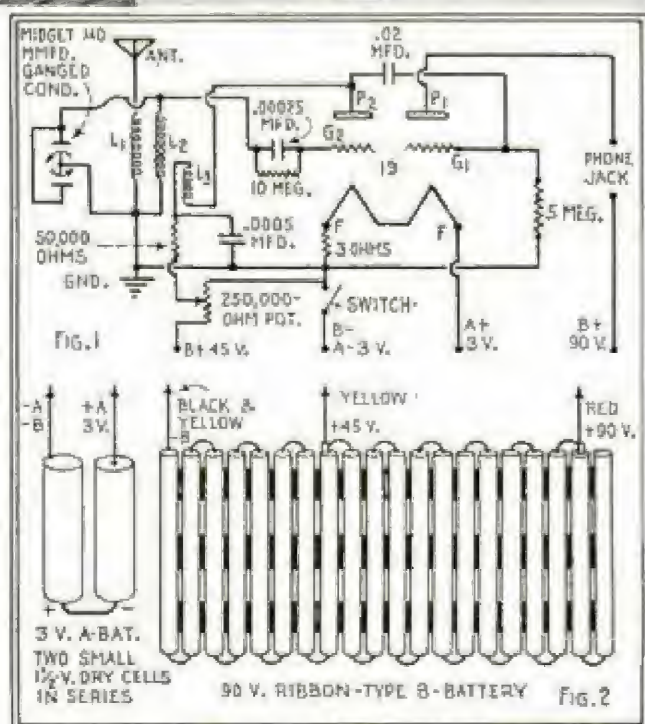 MIDGET 140
MMFD.
GANGED
COND.
ANT.
.02
MFD.
P2
P1
.00025
MFD.
L1
L2
L3
G2
G1
19
10 MEG.
PHONE
JACK
5 MEG.
.0005
MFD.
F
F
3 OHMS
50,000
OHMS
GND.
250,000-
OHM POT.
SWITCH
B-
A-3 V.
A+
3 V.
B+
90 V.
B+ 45 V.
FIG. 1
-A
-B
+A
3V.
BLACK &
YELLOW
-B
YELLOW
+45 V.
RED
+90 V.
+ -
3 V. A-BAT.
TWO SMALL
1½-V. DRY CELLS
IN SERIES
90 V. RIBBON-TYPE B-BATTERY
FIG. 2